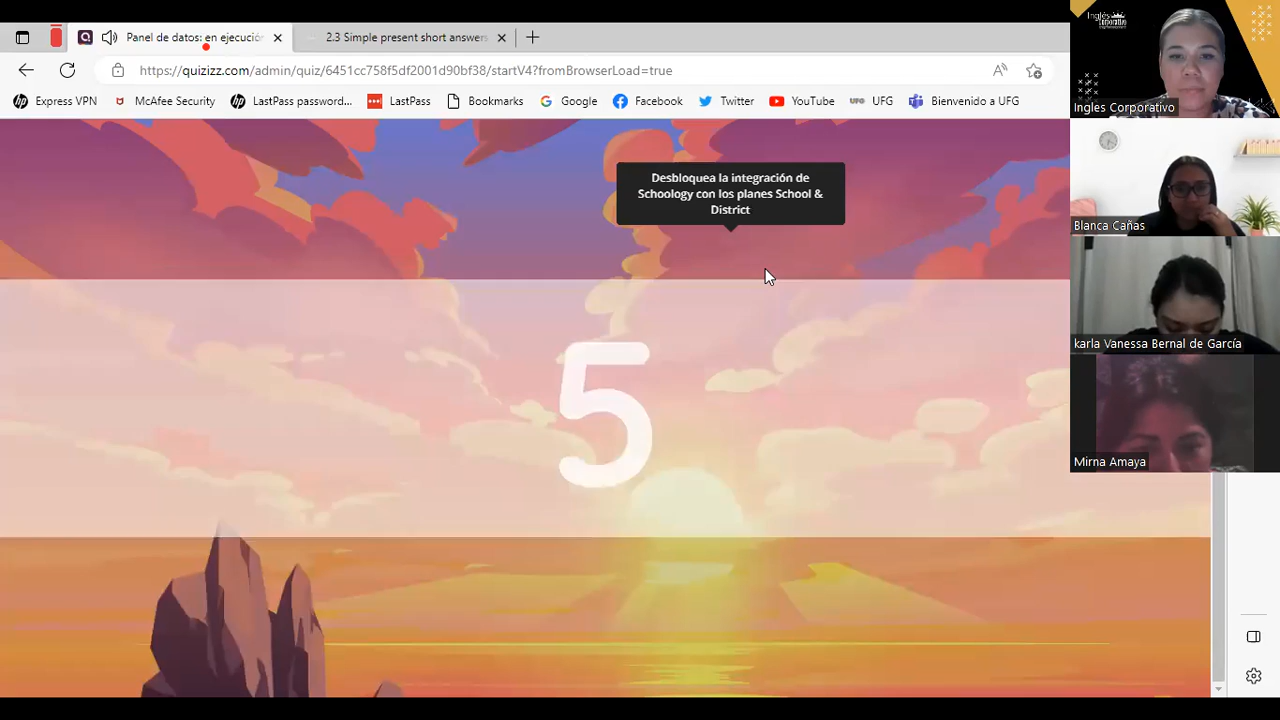 Panel de datos: en ejecución
2.3 Simple present short answers
https://quizizz.com/admin/quiz/6451cc758f5df2001d90bf38/startV4?fromBrowserLoad=true
Express VPN
McAfee Security
LastPass password...
LastPass
Bookmarks
Google
Facebook
Twitter
YouTube
UFG
UFG
Bienvenido a UFG
Desbloquea la integración de
Schoology con los planes School &
District
5
Inglés
Corporativo
Ingles Corporativo
Blanca Cañas
karla Vanessa Bernal de García
Mirna Amaya